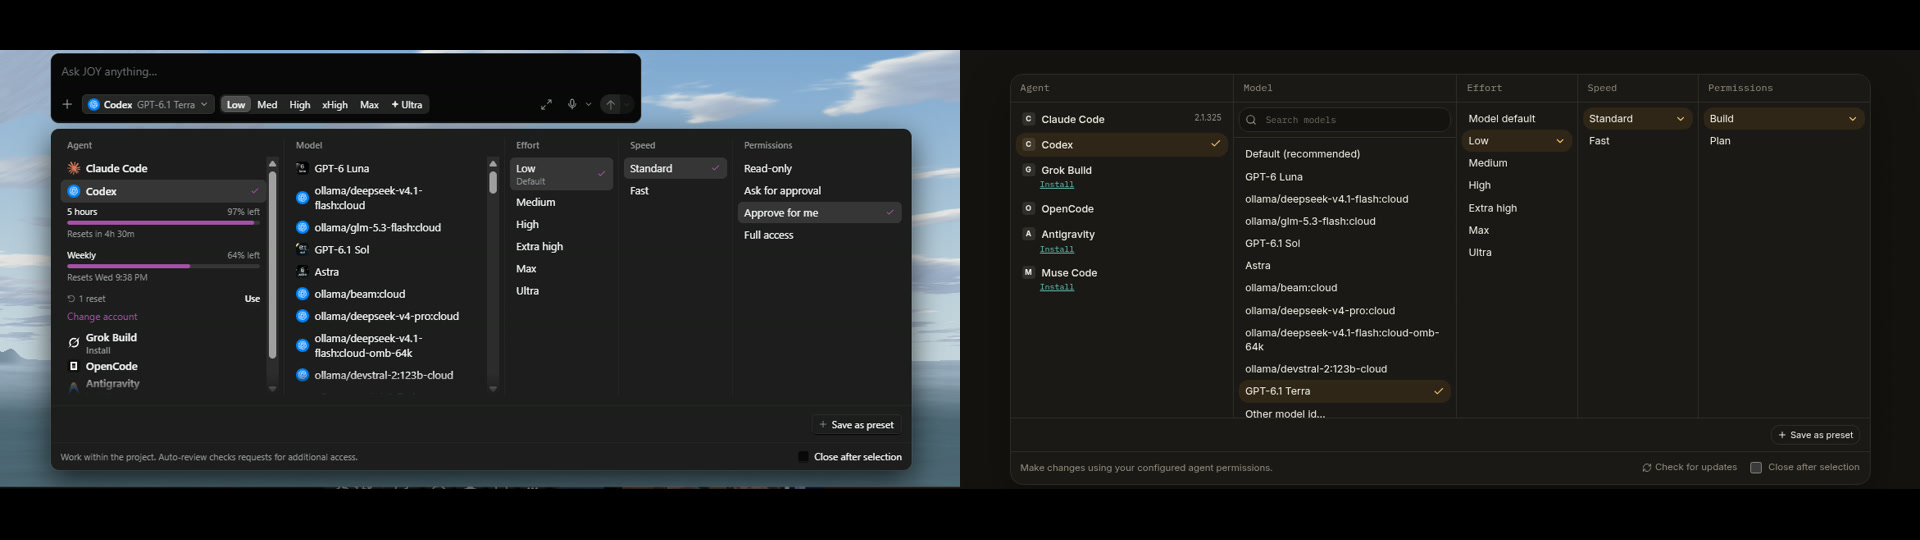 Ask JOY anything...
Codex GPT-6.1 Terra
Low Med High xHigh Max Ultra
Agent
Claude Code
Codex
5 hours 97% left
Resets in 4h 30m
Weekly 64% left
Resets Wed 9:38 PM
1 reset Use
Change account
Grok Build
Install
OpenCode
Antigravity
Model
GPT-6 Luna
ollama/deepseek-v4.1-
flash:cloud
ollama/glm-5.3-flash:cloud
GPT-6.1 Sol
Astra
ollama/beam:cloud
ollama/deepseek-v4-pro:cloud
ollama/deepseek-v4.1-
flash:cloud-omb-64k
ollama/devstral-2:123b-cloud
Effort
Low
Default
Medium
High
Extra high
Max
Ultra
Speed
Standard
Fast
Permissions
Read-only
Ask for approval
Approve for me
Full access
+ Save as preset
Work within the project. Auto-review checks requests for additional access.
Close after selection
Agent
C Claude Code 2.1.325
C Codex
G Grok Build
Install
O OpenCode
A Antigravity
Install
M Muse Code
Install
Model
Search models
Default (recommended)
GPT-6 Luna
ollama/deepseek-v4.1-flash:cloud
ollama/glm-5.3-flash:cloud
GPT-6.1 Sol
Astra
ollama/beam:cloud
ollama/deepseek-v4-pro:cloud
ollama/deepseek-v4.1-flash:cloud-omb-
64k
ollama/devstral-2:123b-cloud
GPT-6.1 Terra
Other model id...
Effort
Model default
Low
Medium
High
Extra high
Max
Ultra
Speed
Standard
Fast
Permissions
Build
Plan
+ Save as preset
Make changes using your configured agent permissions.
Check for updates
Close after selection